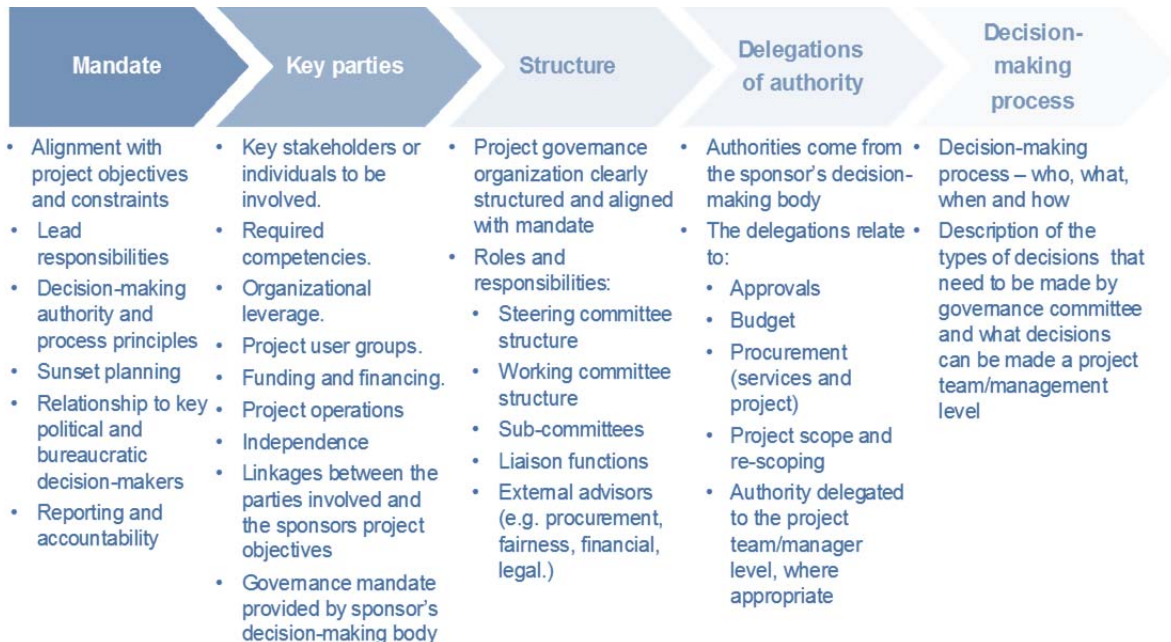 Mandate
Key parties
Structure
Delegations
of authority
Decision-
making
process
• Alignment with
project objectives
and constraints
• Lead
responsibilities
• Decision-making
authority and
process principles
• Sunset planning
• Relationship to key
political and
bureaucratic
decision-makers
• Reporting and
accountability
• Key stakeholders or
individuals to be
involved.
• Required
competencies.
• Organizational
leverage.
• Project user groups.
• Funding and financing.
• Project operations
• Independence
• Linkages between the
parties involved and
the sponsors project
objectives
• Governance mandate
provided by sponsor's
decision-making body
• Project governance
organization clearly
structured and aligned
with mandate
• Roles and
responsibilities:
• Steering committee
structure
• Working committee
structure
• Sub-committees
• Liaison functions
• External advisors
(e.g. procurement,
fairness, financial,
legal.)
• Authorities come from
the sponsor's decision-
making body
• The delegations relate
to:
• Approvals
• Budget
• Procurement
(services and
project)
• Project scope and
re-scoping
• Authority delegated
to the project
team/manager
level, where
appropriate
• Decision-making
process – who, what,
when and how
• Description of the
types of decisions that
need to be made by
governance committee
and what decisions
can be made a project
team/management
level